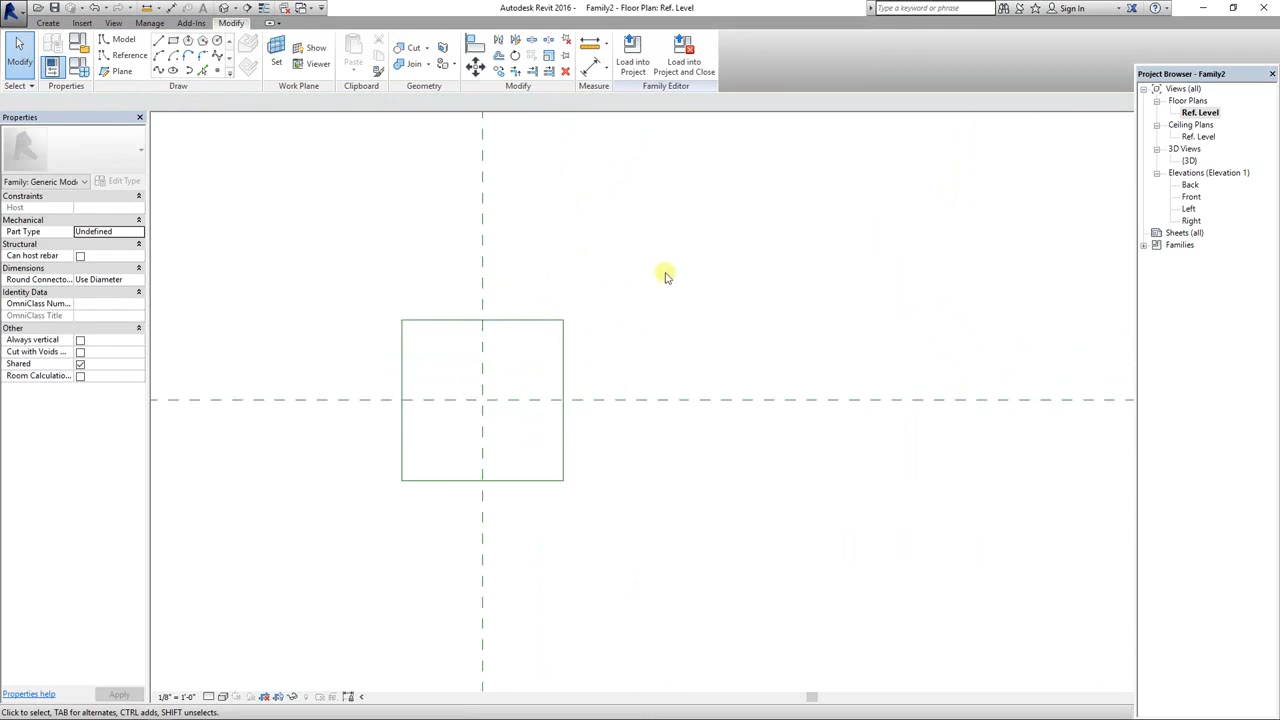 Autodesk Revit 2016 - Family2 - Floor Plan: Ref. Level
Type a keyword or phrase
Sign In
Create Insert View Manage Add-Ins Modify
Modify
Model
Reference
Plane
Set
Show
Viewer
Paste
Cut
Join
Load into
Project
Load into
Project and Close
Select Properties Draw Work Plane Clipboard Geometry Modify Measure Family Editor
Properties
Family: Generic Mode
Edit Type
Constraints
Host
Mechanical
Part Type Undefined
Structural
Can host rebar
Dimensions
Round Connecto... Use Diameter
Identity Data
OmniClass Num...
OmniClass Title
Other
Always vertical
Cut with Voids ...
Shared
Room Calculatio...
Properties help
Apply
Project Browser - Family2
Views (all)
Floor Plans
Ref. Level
Ceiling Plans
Ref. Level
3D Views
{3D}
Elevations (Elevation 1)
Back
Front
Left
Right
Sheets (all)
Families
1/8" = 1'-0"
Click to select, TAB for alternates, CTRL adds, SHIFT unselects.